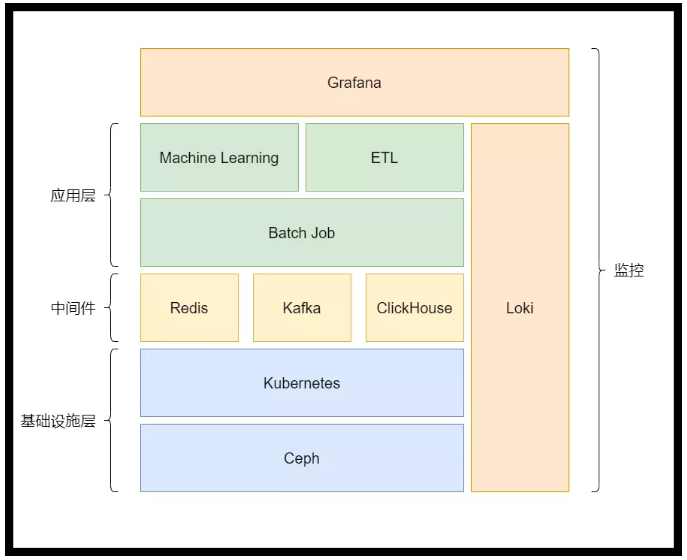 Grafana
Machine Learning
ETL
应用层
Batch Job
监控
中间件
Redis
Kafka
ClickHouse
Loki
Kubernetes
基础设施层
Ceph